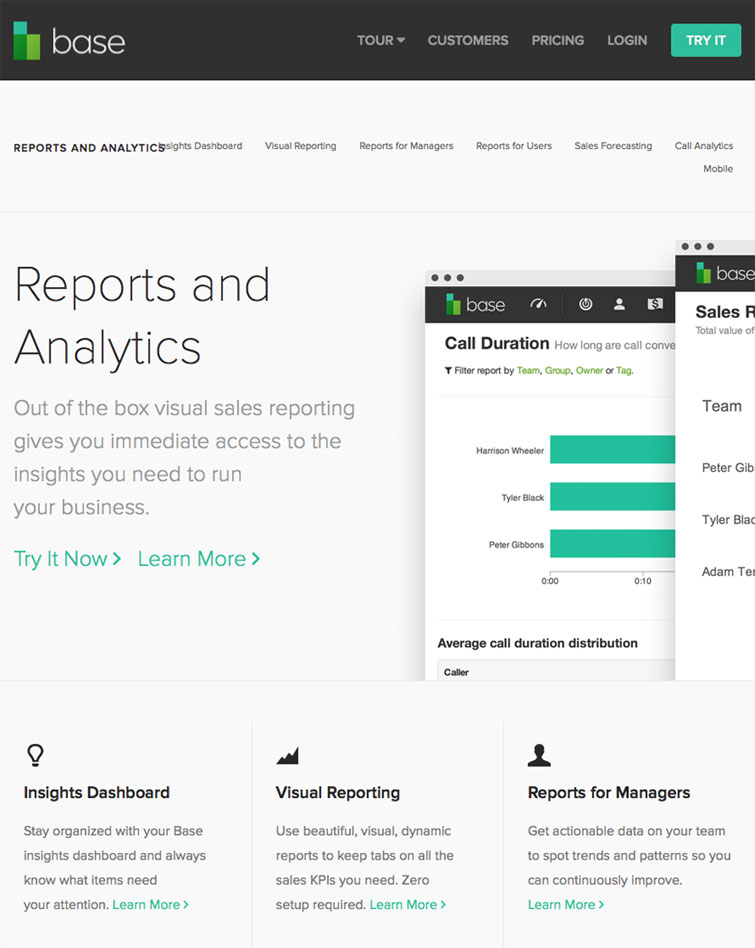 base
TOUR CUSTOMERS PRICING LOGIN TRY IT
REPORTS AND ANALYTICS Insights Dashboard Visual Reporting Reports for Managers Reports for Users Sales Forecasting Call Analytics
Mobile
Reports and
Analytics
Out of the box visual sales reporting
gives you immediate access to the
insights you need to run
your business.
Try It Now Learn More
base
Call Duration How long are call conve
Filter report by Team, Group, Owner or Tag.
Harrison Wheeler
Tyler Black
Peter Gibbons
0:00 0:10
Average call duration distribution
Caller
base
Sales R
Total value of
Team
Peter Gib
Tyler Blac
Adam Ter
Insights Dashboard
Stay organized with your Base
insights dashboard and always
know what items need
your attention. Learn More
Visual Reporting
Use beautiful, visual, dynamic
reports to keep tabs on all the
sales KPIs you need. Zero
setup required. Learn More
Reports for Managers
Get actionable data on your team
to spot trends and patterns so you
can continuously improve.
Learn More